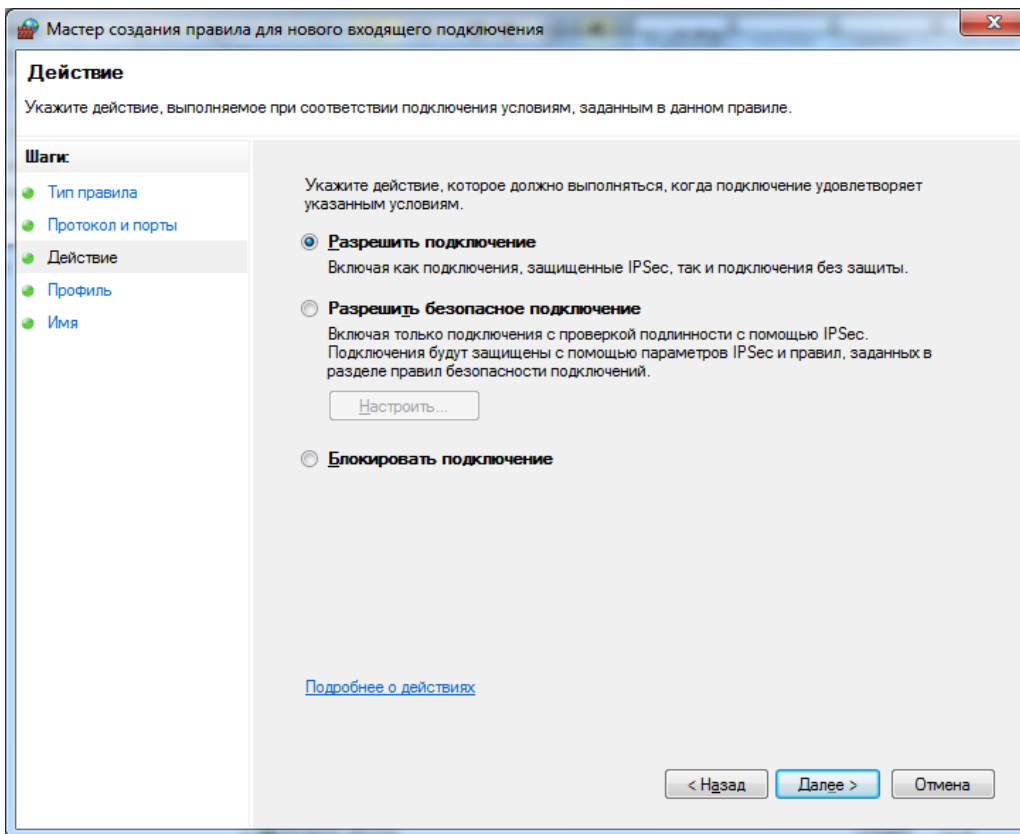 Мастер создания правила для нового входящего подключения
Действие
Укажите действие, выполняемое при соответствии подключения условиям, заданным в данном правиле.
Шаги:
Тип правила
Протокол и порты
Действие
Профиль
Имя
Укажите действие, которое должно выполняться, когда подключение удовлетворяет
указанным условиям.
Разрешить подключение
Включая как подключения, защищенные IPSec, так и подключения без защиты.
Разрешить безопасное подключение
Включая только подключения с проверкой подлинности с помощью IPSec.
Подключения будут защищены с помощью параметров IPSec и правил, заданных в
разделе правил безопасности подключений.
Настроить...
Блокировать подключение
Подробнее о действиях
< Назад
Далее >
Отмена